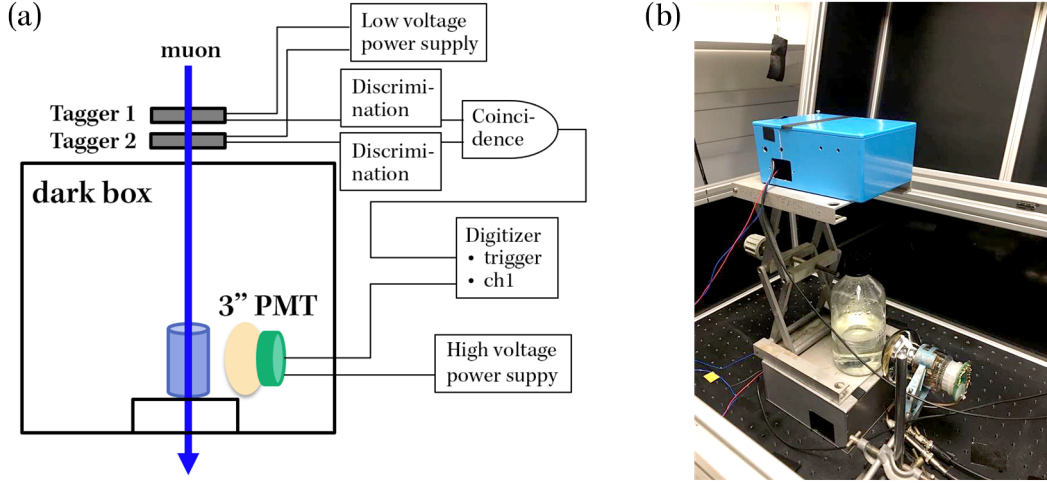 (a)
muon
Tagger 1
Tagger 2
Low voltage
power supply
Discrimi-
nation
Discrimi-
nation
Coinci-
dence
dark box
Digitizer
• trigger
• ch1
3” PMT
High voltage
power suppy
(b)